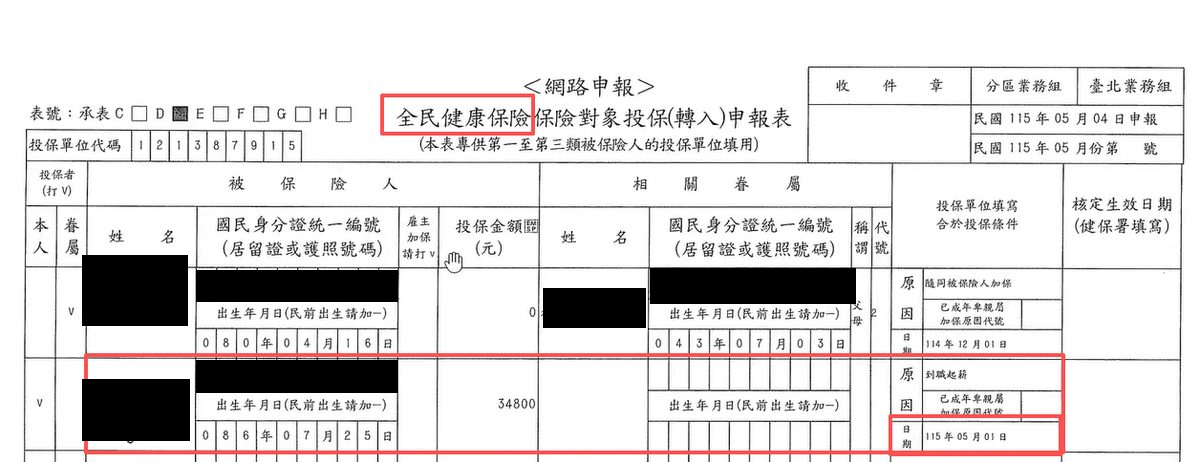 <網路申報>
表號：承表C□ D■ E□ F□ G□ H□
全民健康保險保險對象投保(轉入)申報表
(本表專供第一至第三類被保險人的投保單位填用)
投保單位代碼 1 2 1 3 8 7 9 1 5
收件章
分區業務組 臺北業務組
民國 115 年 05 月 04 日申報
民國 115 年 05 月份第 號
投保者
(打V)
被保險人
相關眷屬
投保單位填寫
合於投保條件
核定生效日期
(健保署填寫)
本人
眷屬
姓名
國民身分證統一編號
(居留證或護照號碼)
雇主
加保
請打V
投保金額
(元)
姓名
國民身分證統一編號
(居留證或護照號碼)
稱謂
代號
V
出生年月日(民前出生請加一)
0 8 0 年 0 4 月 1 6 日
0
出生年月日(民前出生請加一)
0 4 3 年 0 7 月 0 3 日
父母
2
原因
隨同被保險人加保
已成年卑親屬
加保原因代號
日期
114 年 12 月 01 日
V
出生年月日(民前出生請加一)
0 8 6 年 0 7 月 2 5 日
34800
出生年月日(民前出生請加一)
年 月 日
原因
到職起薪
已成年卑親屬
加保原因代號
日期
115 年 05 月 01 日